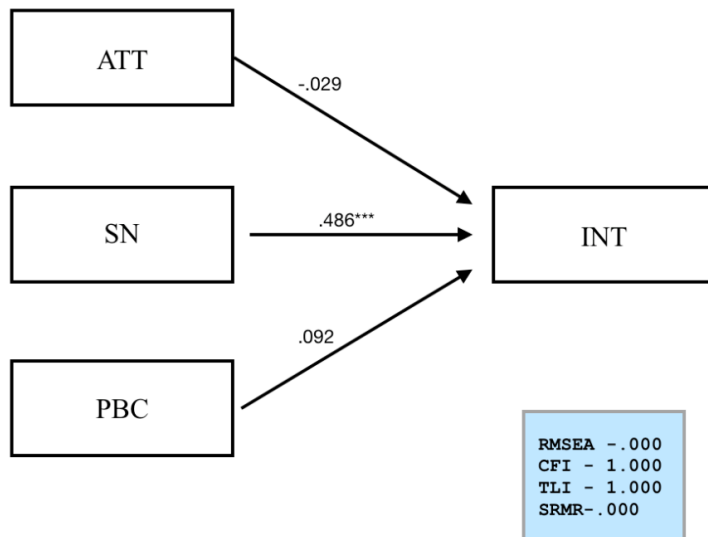 ATT
-.029
SN
.486***
INT
.092
PBC
RMSEA -.000
CFI - 1.000
TLI - 1.000
SRMR-.000